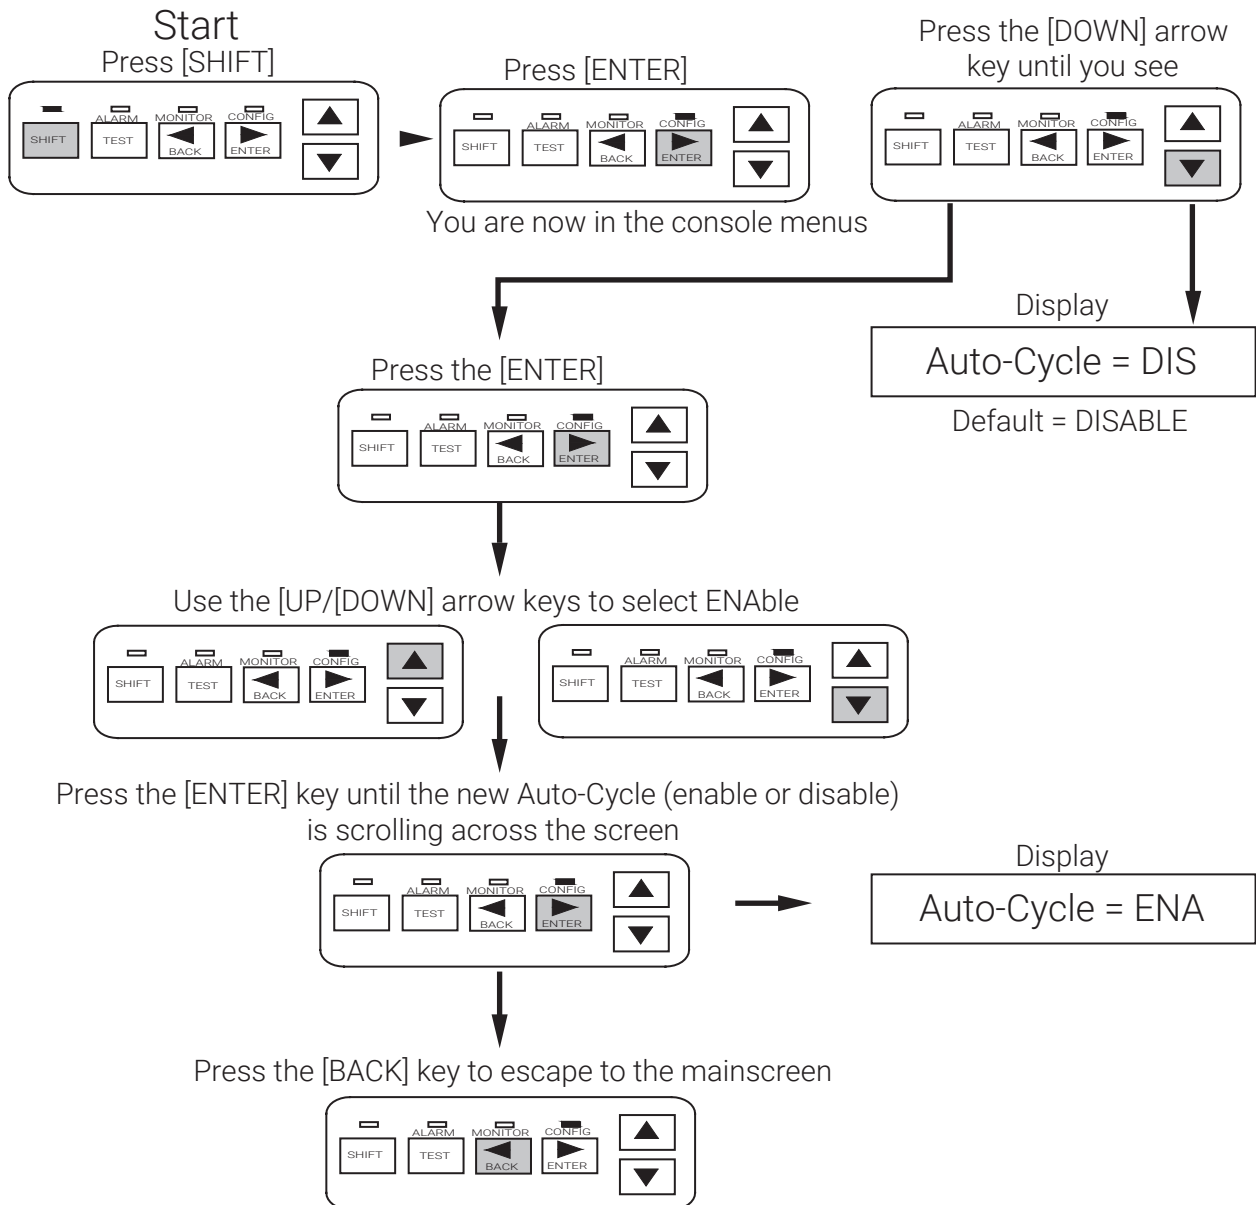 Start
Press [SHIFT]
ALARM MONITOR CONFIG
SHIFT TEST BACK ENTER
Press [ENTER]
ALARM MONITOR CONFIG
SHIFT TEST BACK ENTER
You are now in the console menus
Press the [DOWN] arrow
key until you see
ALARM MONITOR CONFIG
SHIFT TEST BACK ENTER
Display
Auto-Cycle = DIS
Default = DISABLE
Press the [ENTER]
ALARM MONITOR CONFIG
SHIFT TEST BACK ENTER
Use the [UP/[DOWN] arrow keys to select ENAble
ALARM MONITOR CONFIG
SHIFT TEST BACK ENTER
ALARM MONITOR CONFIG
SHIFT TEST BACK ENTER
Press the [ENTER] key until the new Auto-Cycle (enable or disable)
is scrolling across the screen
ALARM MONITOR CONFIG
SHIFT TEST BACK ENTER
Display
Auto-Cycle = ENA
Press the [BACK] key to escape to the mainscreen
ALARM MONITOR CONFIG
SHIFT TEST BACK ENTER